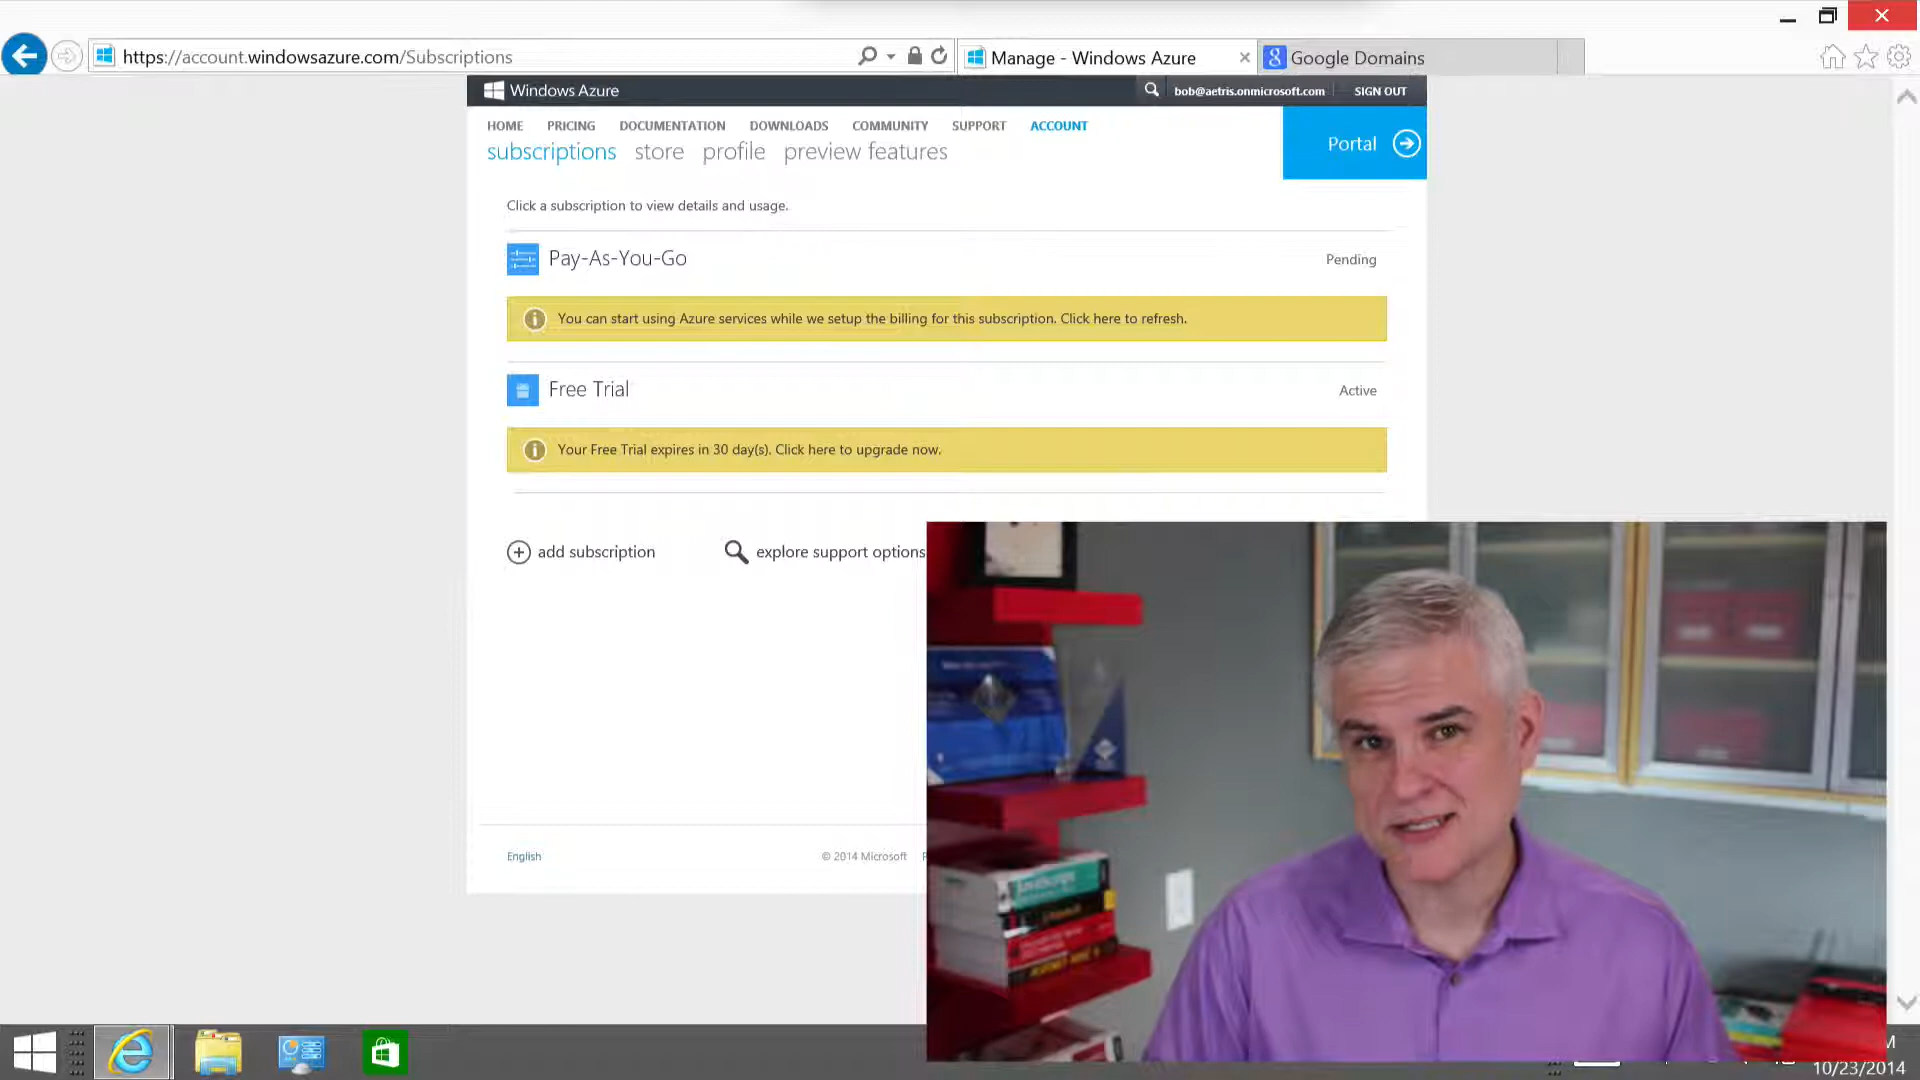 https://account.windowsazure.com/Subscriptions
Manage - Windows Azure
Google Domains
Windows Azure
bob@aetris.onmicrosoft.com
SIGN OUT
HOME PRICING DOCUMENTATION DOWNLOADS COMMUNITY SUPPORT ACCOUNT
Portal
subscriptions store profile preview features
Click a subscription to view details and usage.
Pay-As-You-Go
Pending
You can start using Azure services while we setup the billing for this subscription. Click here to refresh.
Free Trial
Active
Your Free Trial expires in 30 day(s). Click here to upgrade now.
add subscription
explore support options
English
© 2014 Microsoft
JavaScript
M
10/23/2014